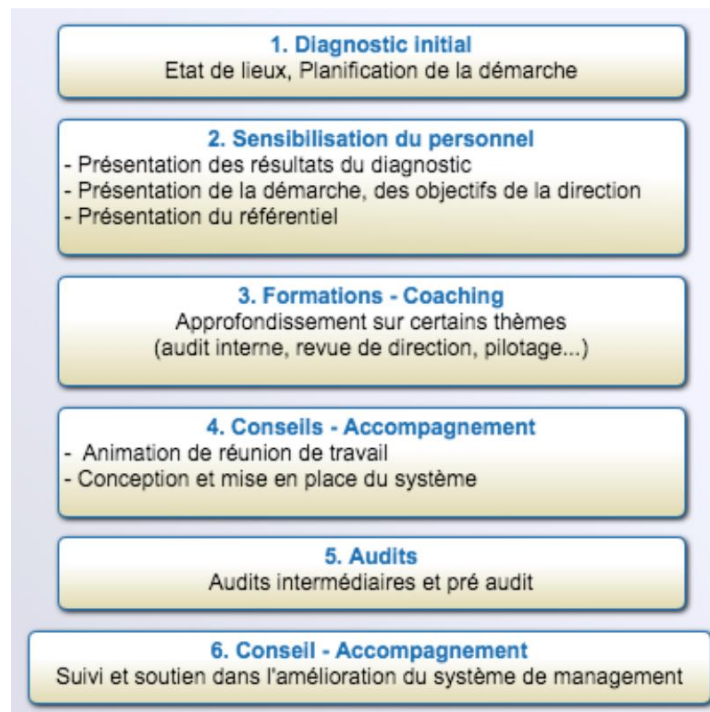 1. Diagnostic initial
Etat de lieux, Planification de la démarche
2. Sensibilisation du personnel
- Présentation des résultats du diagnostic
- Présentation de la démarche, des objectifs de la direction
- Présentation du référentiel
3. Formations - Coaching
Approfondissement sur certains thèmes
(audit interne, revue de direction, pilotage...)
4. Conseils - Accompagnement
- Animation de réunion de travail
- Conception et mise en place du système
5. Audits
Audits intermédiaires et pré audit
6. Conseil - Accompagnement
Suivi et soutien dans l'amélioration du système de management